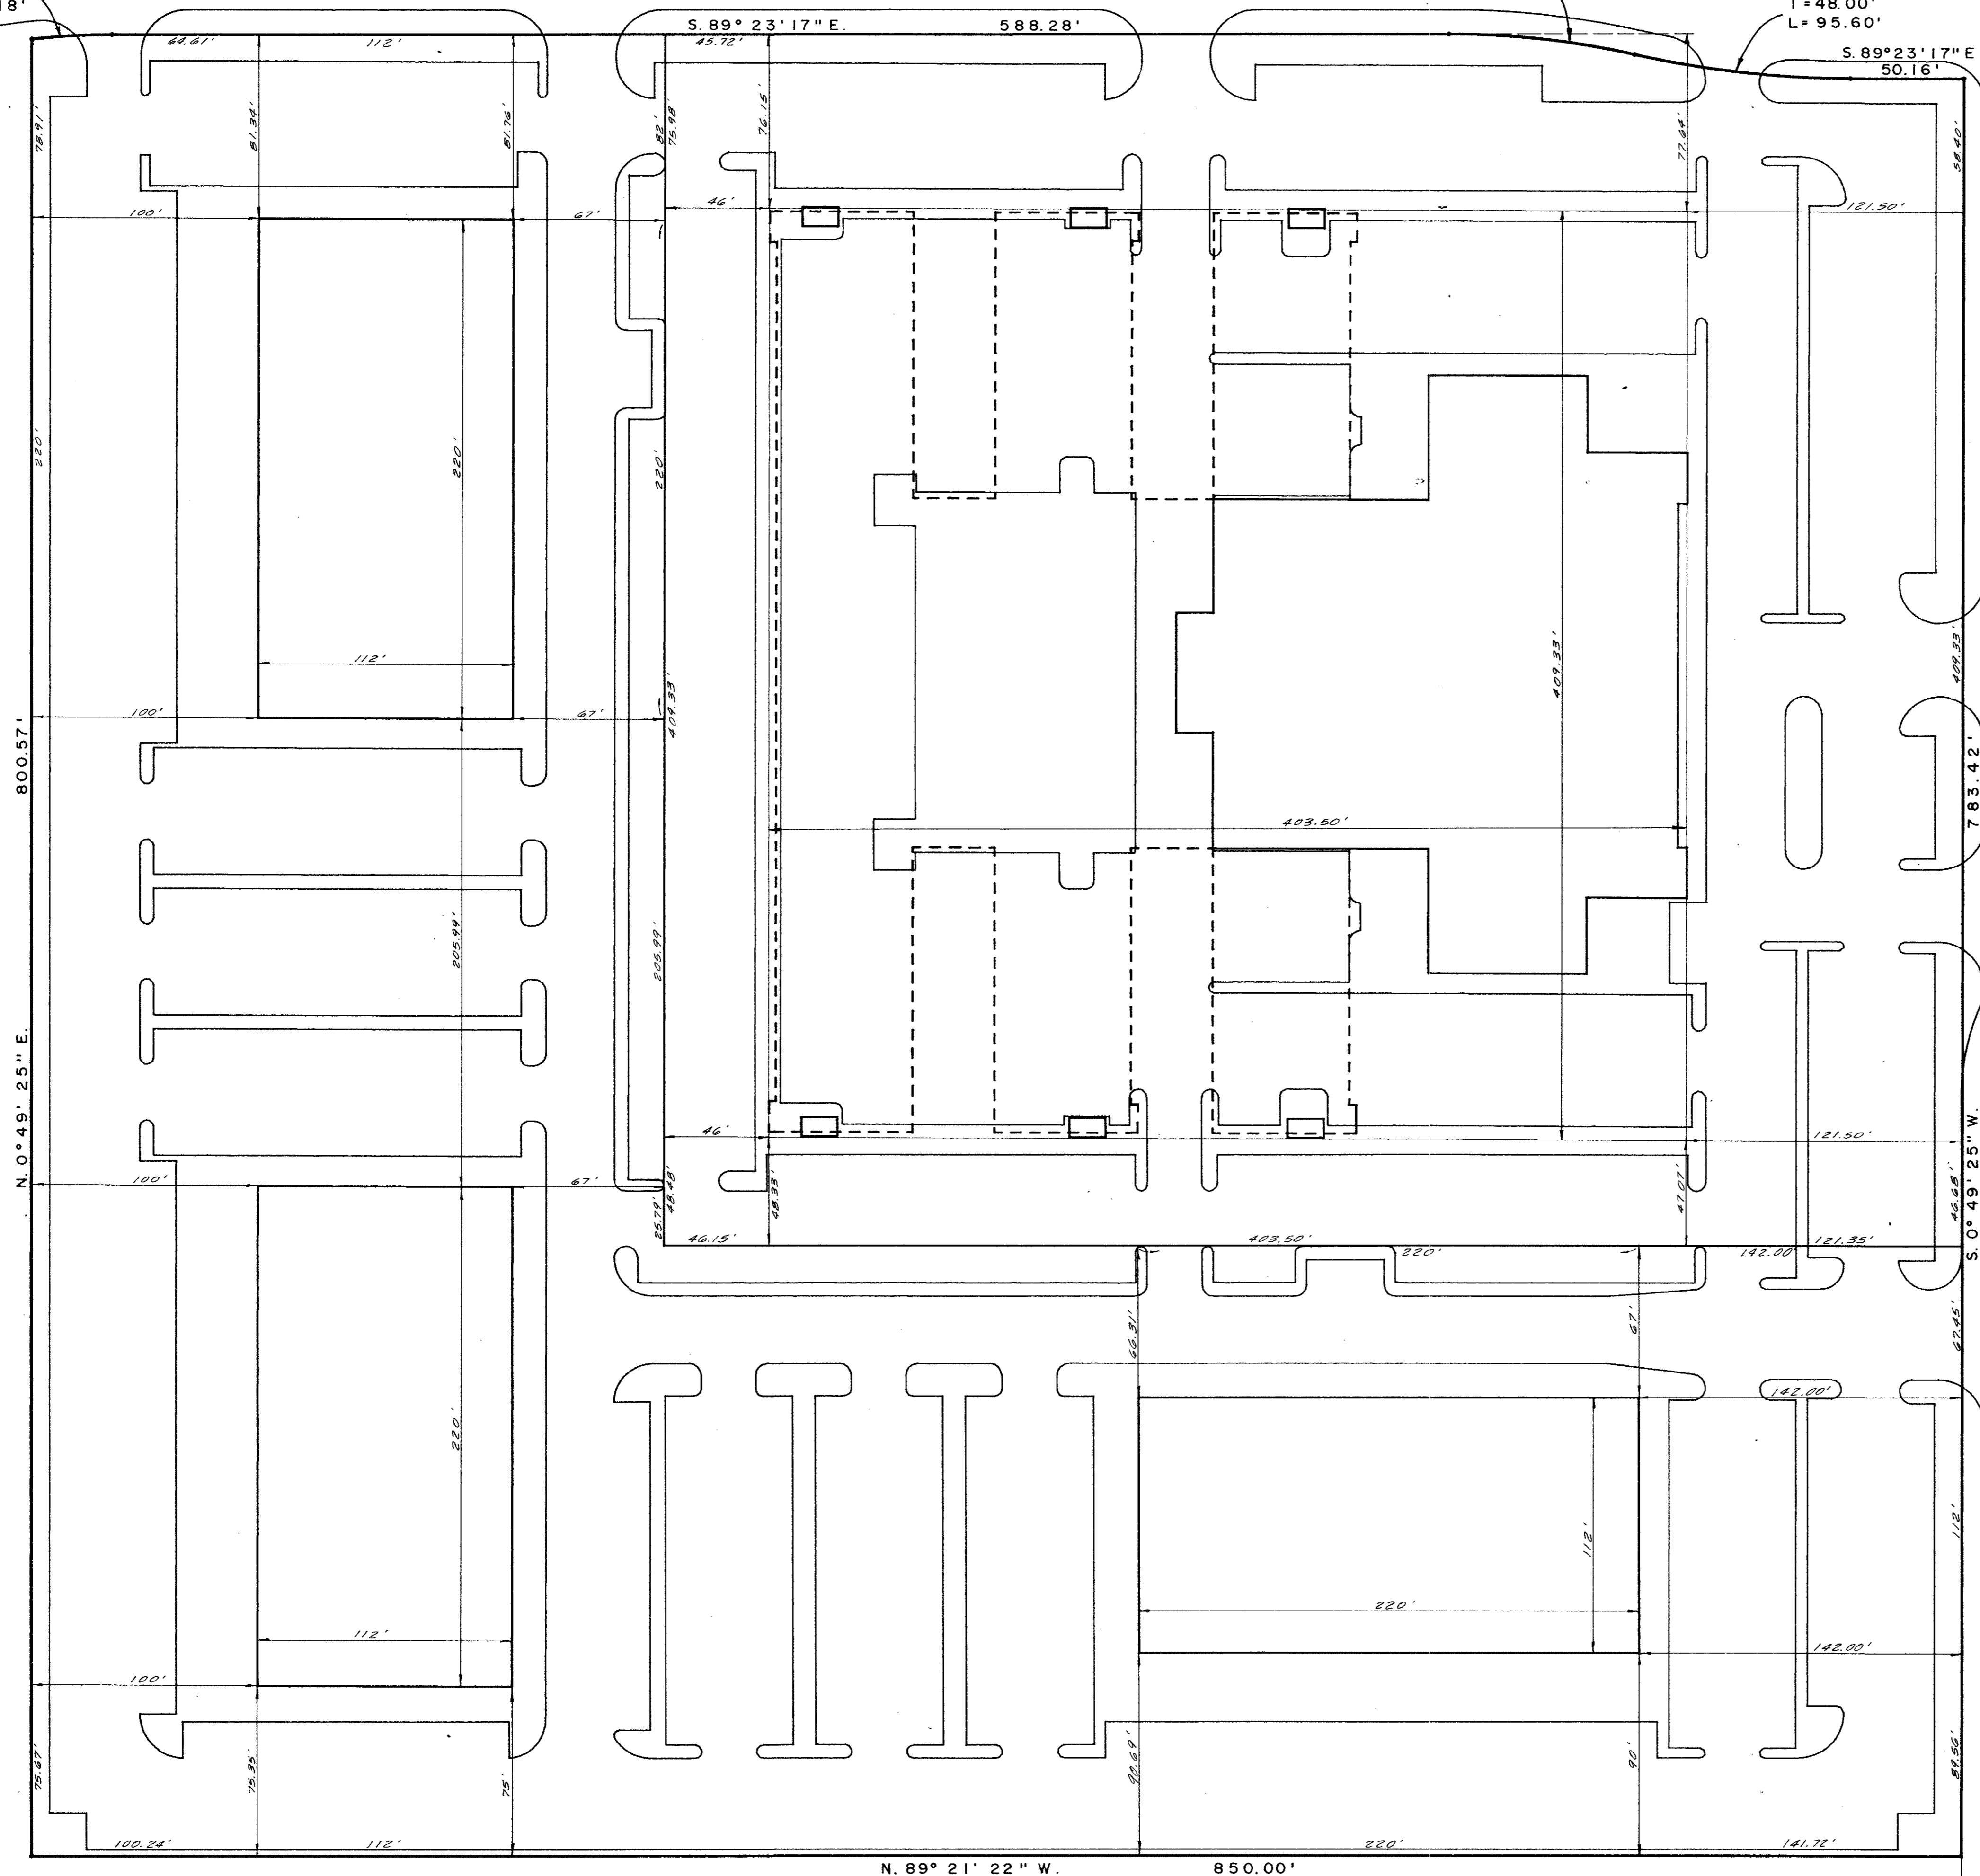 18'
S. 89° 23' 17" E. 588.28'
T = 48.00'
L = 95.60'
S. 89° 23' 17" E
50.16'
64.61' 112' 45.72'
78.91' 81.34' 81.76' 82' 75.98' 76.15' 77.64' 58.40'
100' 67' 46' 121.50'
220' 220' 220'
112'
409.33' 409.33' 409.33'
100' 67'
800.57'
783.42'
403.50'
205.99' 205.99'
N. 0° 49' 25" E.
46' 121.50'
S. 0° 49' 25" W.
100' 67'
25.79' 48.48' 48.33' 47.07' 46.68'
46.15' 403.50' 220' 142.00' 121.35'
66.31' 67' 67.45'
142.00'
220' 112' 112'
220'
112' 142.00'
100'
75.67' 75.35' 75' 90.69' 90' 89.56'
100.24' 112' 220' 141.72'
N. 89° 21' 22" W. 850.00'